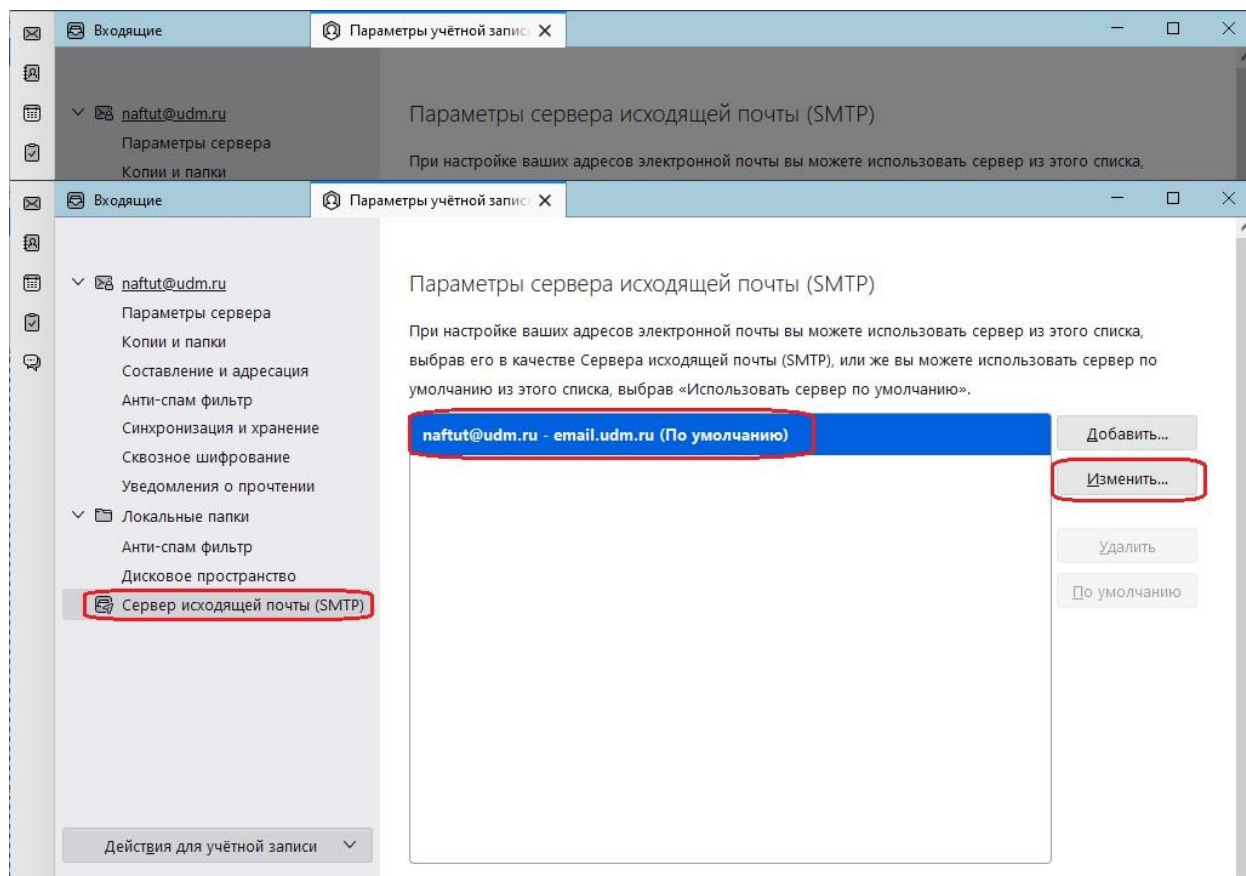 Входящие
Параметры учётной запис
naftut@udm.ru
Параметры сервера исходящей почты (SMTP)
Параметры сервера
При настройке ваших адресов электронной почты вы можете использовать сервер из этого списка,
Копии и папки
Входящие
Параметры учётной запис
naftut@udm.ru
Параметры сервера
Копии и папки
Составление и адресация
Анти-спам фильтр
Синхронизация и хранение
Сквозное шифрование
Уведомления о прочтении
Локальные папки
Анти-спам фильтр
Дисковое пространство
Сервер исходящей почты (SMTP)
Действия для учётной записи
Параметры сервера исходящей почты (SMTP)
При настройке ваших адресов электронной почты вы можете использовать сервер из этого списка,
выбрав его в качестве Сервера исходящей почты (SMTP), или же вы можете использовать сервер по
умолчанию из этого списка, выбрав «Использовать сервер по умолчанию».
naftut@udm.ru - email.udm.ru (По умолчанию)
Добавить...
Изменить...
Удалить
По умолчанию